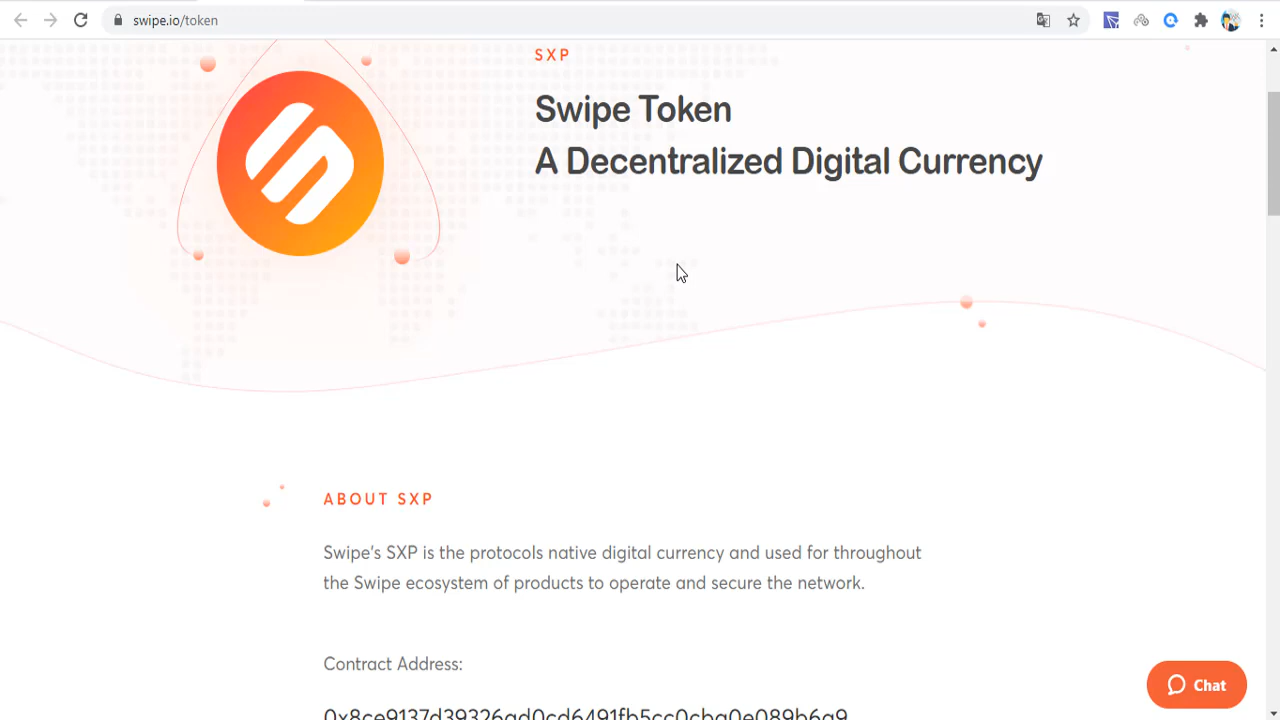 swipe.io/token
SXP
Swipe Token
A Decentralized Digital Currency
ABOUT SXP
Swipe's SXP is the protocols native digital currency and used for throughout
the Swipe ecosystem of products to operate and secure the network.
Contract Address:
Chat